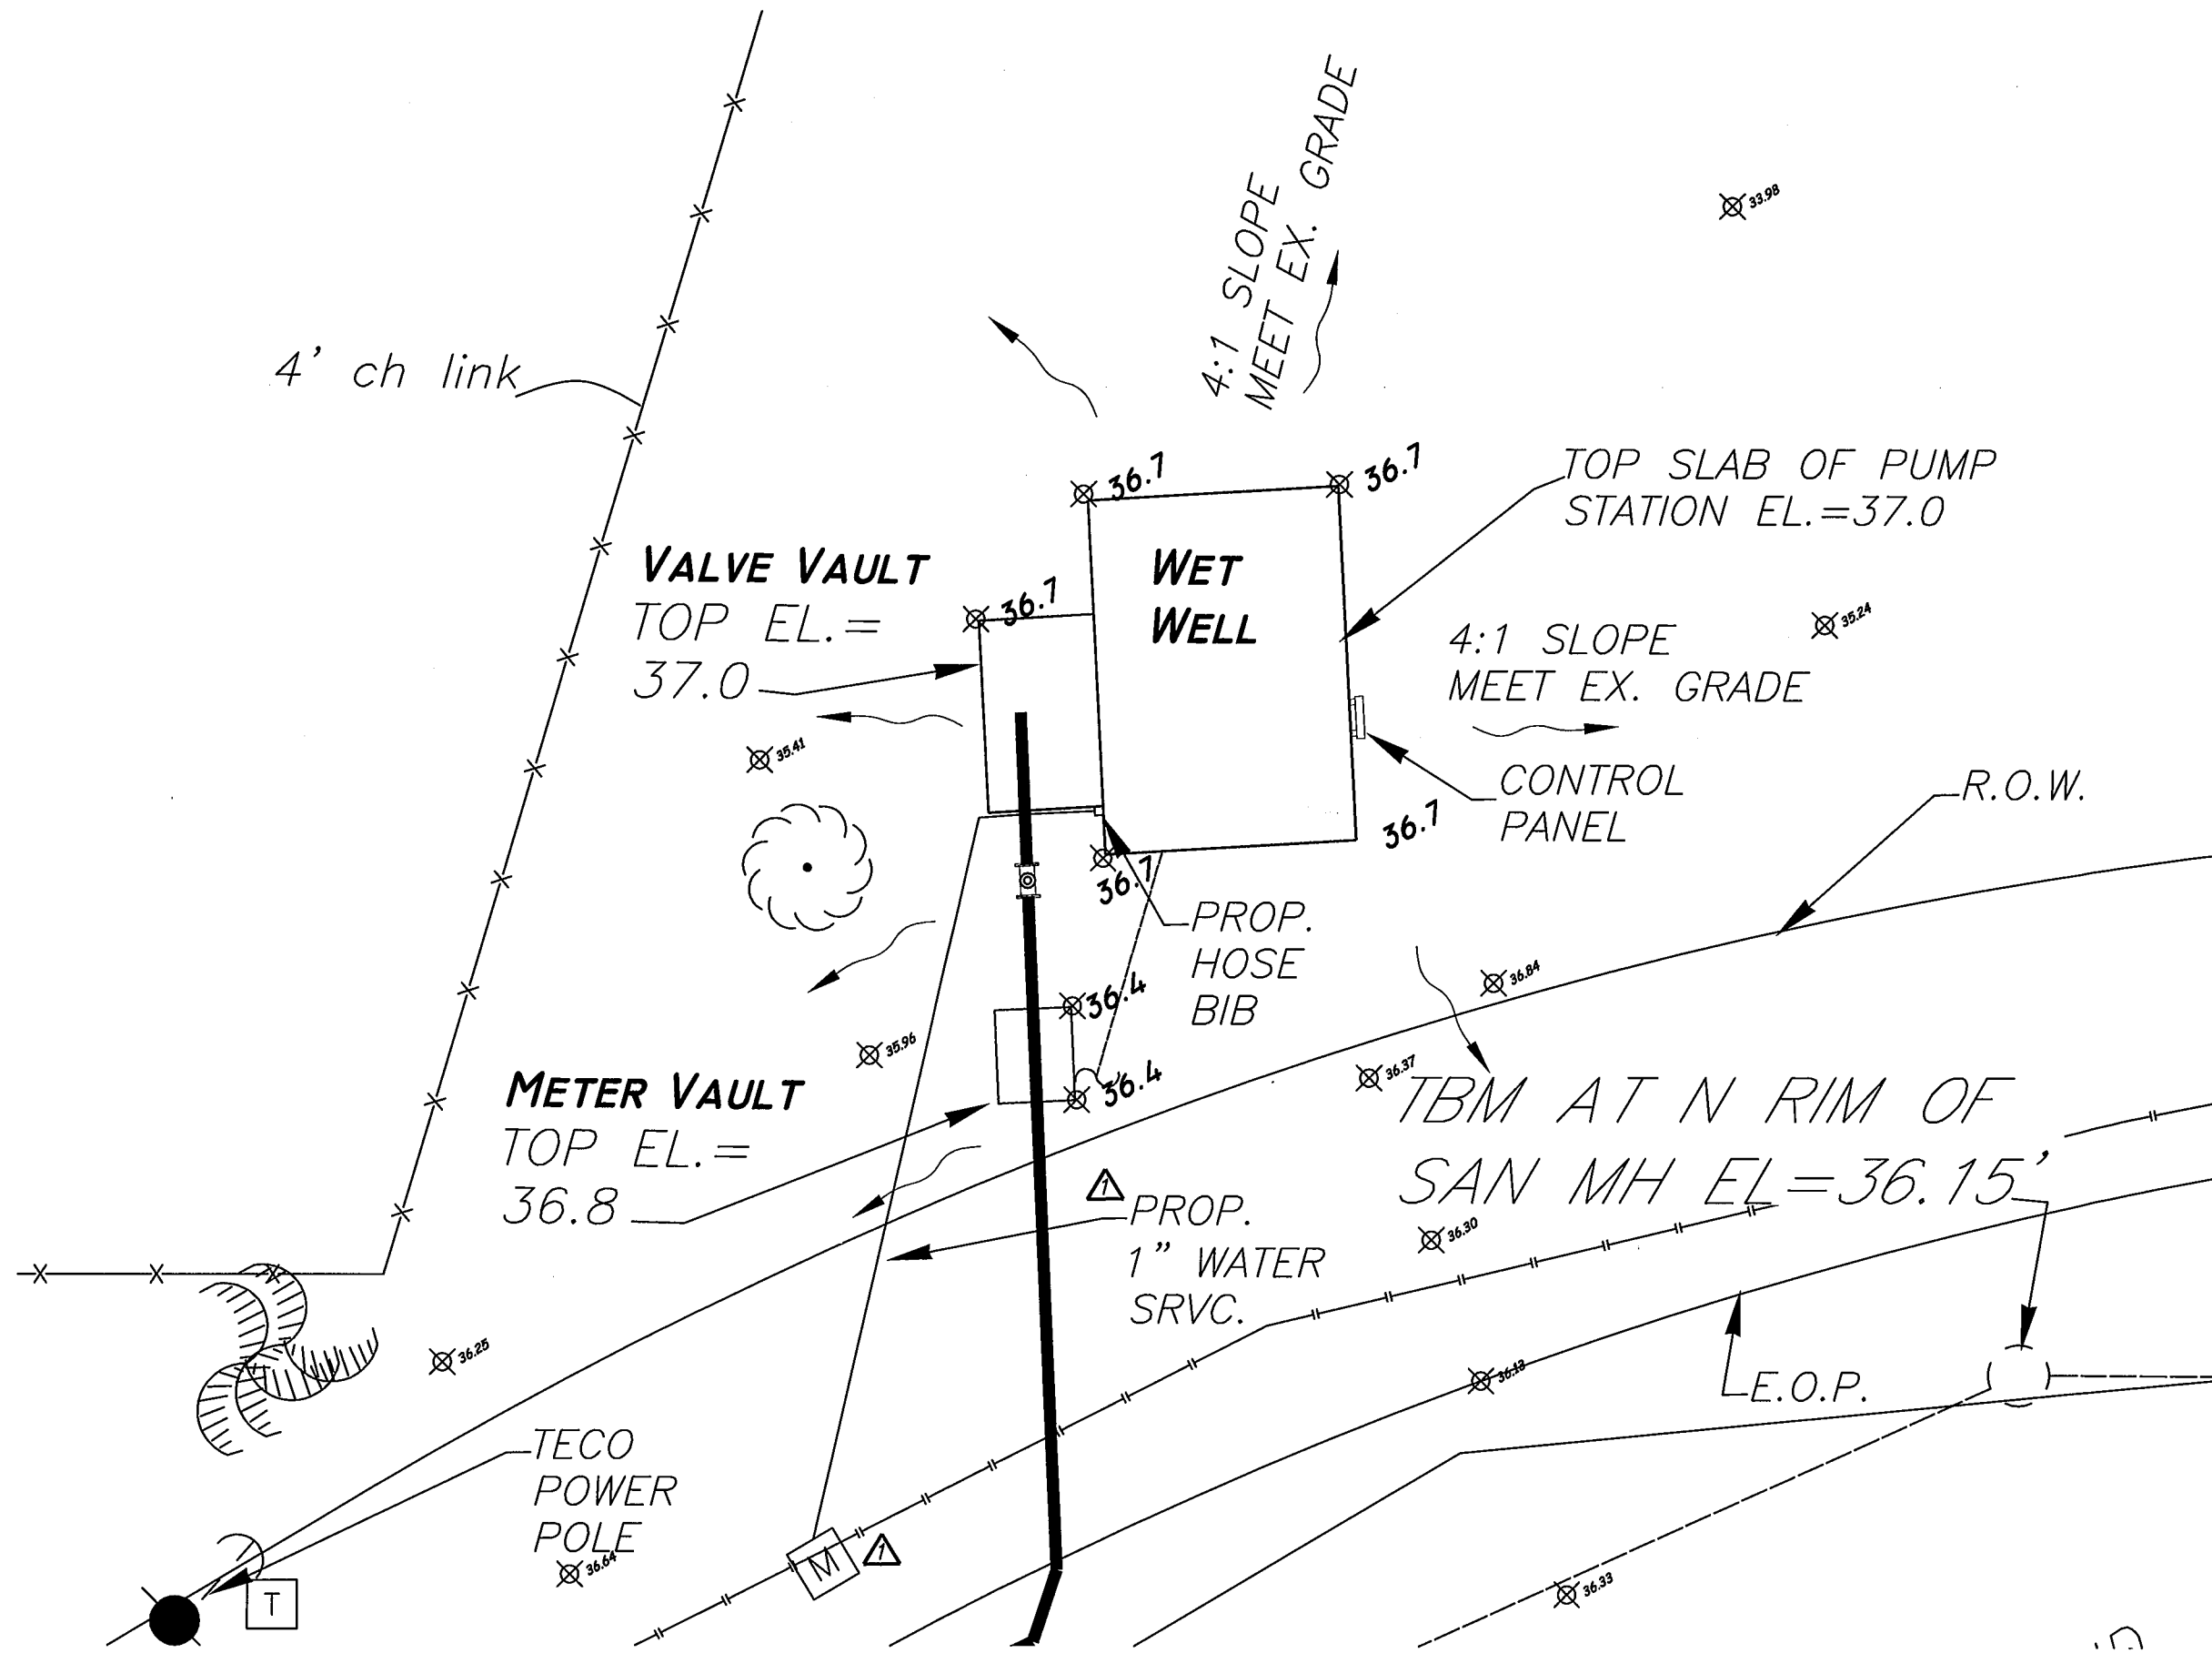 4:1 SLOPE
MEET EX. GRADE
33.98
4' ch link
36.7
36.7
TOP SLAB OF PUMP
STATION EL.=37.0
VALVE VAULT
TOP EL.=
37.0
36.7
WET
WELL
35.24
4:1 SLOPE
MEET EX. GRADE
35.41
CONTROL
PANEL
R.O.W.
36.7
36.7
PROP.
HOSE
BIB
36.84
36.4
35.96
36.37
36.4
METER VAULT
TOP EL.=
36.8
TBM AT N RIM OF
SAN MH EL=36.15'
1
PROP.
1" WATER
SRVC.
36.30
36.25
36.13
E.O.P.
TECO
POWER
POLE
36.64
M
1
T
36.33